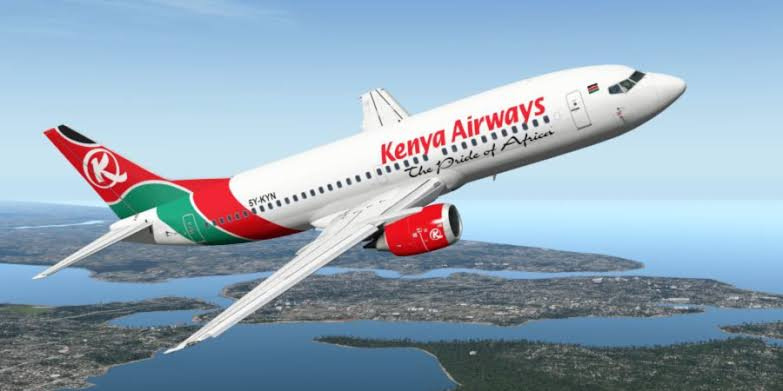 Kenya Airways
The Pride of Africa
5Y-KYN
K
K